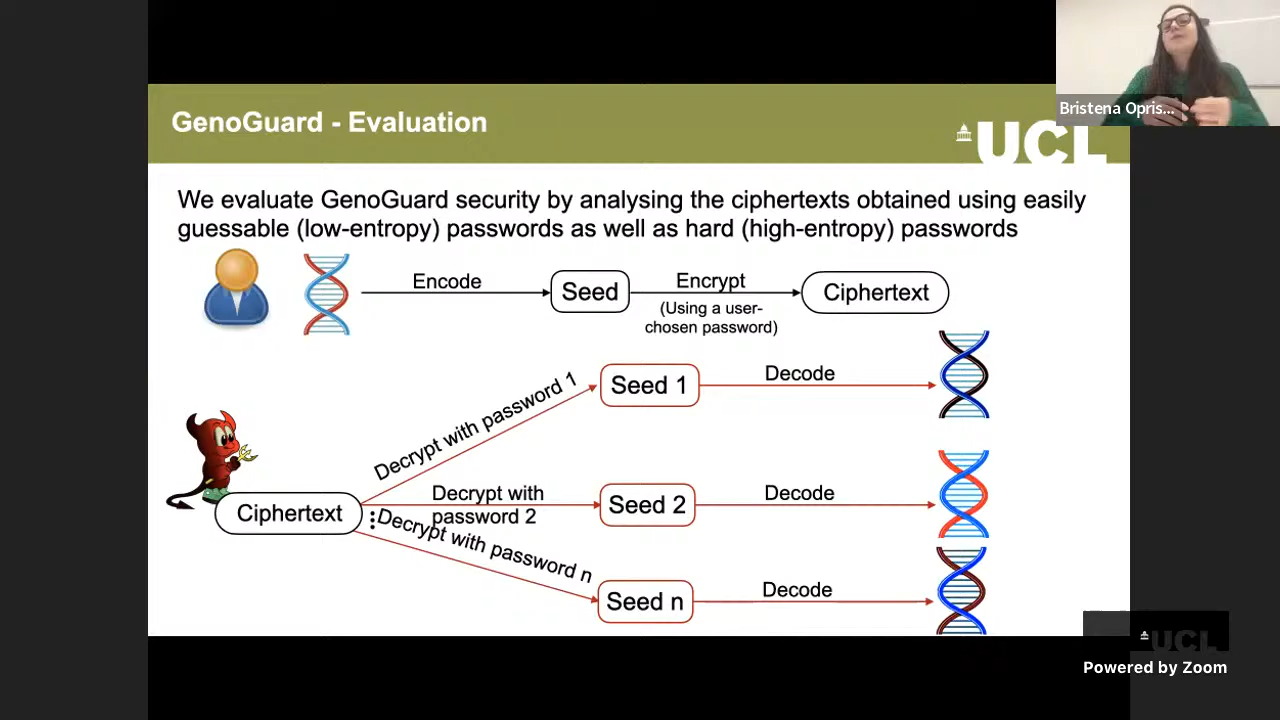 Bristena Opris...
GenoGuard - Evaluation
UCL
We evaluate GenoGuard security by analysing the ciphertexts obtained using easily
guessable (low-entropy) passwords as well as hard (high-entropy) passwords
Encode
Seed
Encrypt
(Using a user-
chosen password)
Ciphertext
Decrypt with password 1
Seed 1
Decode
Ciphertext
Decrypt with
password 2
Seed 2
Decode
Decrypt with password n
Seed n
Decode
UCL
Powered by Zoom